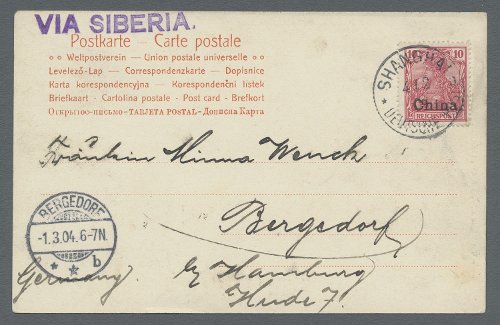 VIA SIBERIA.
Postkarte — Carte postale
Weltpostverein — Union postale universelle
Levelező-Lap — Correspondenzkarte — Dopisnice
Karta korespondencyjna — Korespondenční lístek
Briefkaart — Cartolina postale — Post card — Brefkort
Открыто-письмо-TARJETA POSTAL-Дописна Карта
10
SHANGHAI
China
REICHSPOST
DEUTSCHE
Fräulein Minna Wenck
Bergedorf
b/ Hamburg
Hude 7.
Germany
BERGEDORF
-1.3.04. 6-7N.
b